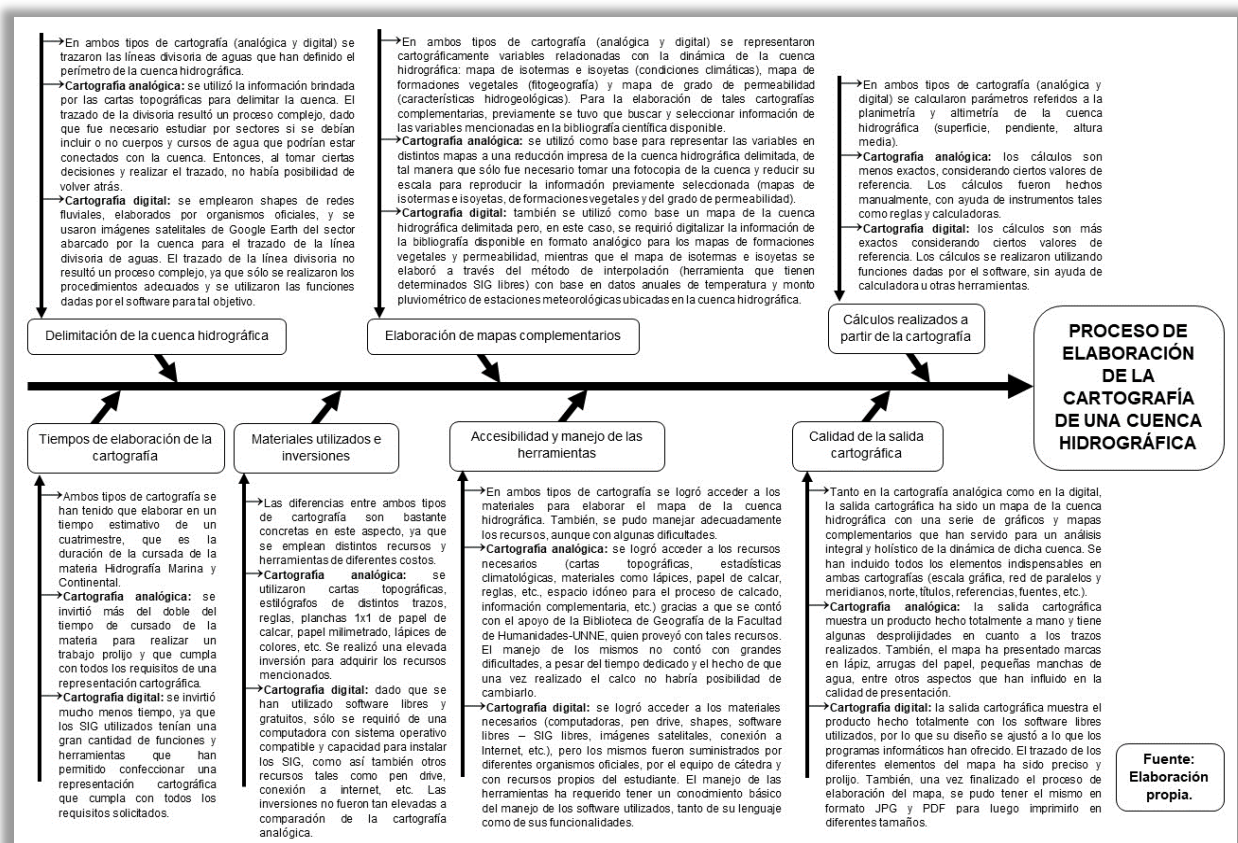 En ambos tipos de cartografía (analógica y digital) se
trazaron las líneas divisoria de aguas que han definido el
perímetro de la cuenca hidrográfica.
Cartografía analógica: se utilizó la información brindada
por las cartas topográficas para delimitar la cuenca. El
trazado de la divisoria resultó un proceso complejo, dado
que fue necesario estudiar por sectores si se debían
incluir o no cuerpos y cursos de agua que podrían estar
conectados con la cuenca. Entonces, al tomar ciertas
decisiones y realizar el trazado, no había posibilidad de
volver atrás.
Cartografía digital: se emplearon shapes de redes
fluviales, elaborados por organismos oficiales, y se
usaron imágenes satelitales de Google Earth del sector
abarcado por la cuenca para el trazado de la línea
divisoria de aguas. El trazado de la línea divisoria no
resultó un proceso complejo, ya que sólo se realizaron los
procedimientos adecuados y se utilizaron las funciones
dadas por el software para tal objetivo.
Delimitación de la cuenca hidrográfica
En ambos tipos de cartografía (analógica y digital) se representaron
cartográficamente variables relacionadas con la dinámica de la cuenca
hidrográfica: mapa de isotermas e isoyetas (condiciones climáticas), mapa de
formaciones vegetales (fitogeografía) y mapa de grado de permeabilidad
(características hidrogeológicas). Para la elaboración de tales cartografías
complementarias, previamente se tuvo que buscar y seleccionar información de
las variables mencionadas en la bibliografía científica disponible.
Cartografía analógica: se utilizó como base para representar las variables en
distintos mapas a una reducción impresa de la cuenca hidrográfica delimitada, de
tal manera que sólo fue necesario tomar una fotocopia de la cuenca y reducir su
escala para reproducir la información previamente seleccionada (mapas de
isotermas e isoyetas, de formaciones vegetales y del grado de permeabilidad).
Cartografía digital: también se utilizó como base un mapa de la cuenca
hidrográfica delimitada pero, en este caso, se requirió digitalizar la información de
la bibliografía disponible en formato analógico para los mapas de formaciones
vegetales y permeabilidad, mientras que el mapa de isotermas e isoyetas se
elaboró a través del método de interpolación (herramienta que tienen
determinados SIG libres) con base en datos anuales de temperatura y monto
pluviométrico de estaciones meteorológicas ubicadas en la cuenca hidrográfica.
Elaboración de mapas complementarios
En ambos tipos de cartografía (analógica y
digital) se calcularon parámetros referidos a la
planimetría y altimetría de la cuenca
hidrográfica (superficie, pendiente, altura
media).
Cartografía analógica: los cálculos son
menos exactos, considerando ciertos valores de
referencia. Los cálculos fueron hechos
manualmente, con ayuda de instrumentos tales
como reglas y calculadoras.
Cartografía digital: los cálculos son más
exactos considerando ciertos valores de
referencia. Los cálculos se realizaron utilizando
funciones dadas por el software, sin ayuda de
calculadora u otras herramientas.
Cálculos realizados a
partir de la cartografía
PROCESO DE
ELABORACIÓN
DE LA
CARTOGRAFÍA
DE UNA CUENCA
HIDROGRÁFICA
Tiempos de elaboración de la
cartografía
Ambos tipos de cartografía se
han tenido que elaborar en un
tiempo estimativo de un
cuatrimestre, que es la
duración de la cursada de la
materia Hidrografía Marina y
Continental.
Cartografía analógica: se
invirtió más del doble del
tiempo de cursado de la
materia para realizar un
trabajo prolijo y que cumpla
con todos los requisitos de una
representación cartográfica.
Cartografía digital: se invirtió
mucho menos tiempo, ya que
los SIG utilizados tenían una
gran cantidad de funciones y
herramientas que han
permitido confeccionar una
representación cartográfica
que cumpla con todos los
requisitos solicitados.
Materiales utilizados e
inversiones
Las diferencias entre ambos tipos
de cartografía son bastante
concretas en este aspecto, ya que
se emplean distintos recursos y
herramientas de diferentes costos.
Cartografía analógica: se
utilizaron cartas topográficas,
estilógrafos de distintos trazos,
reglas, planchas 1x1 de papel de
calcar, papel milimetrado, lápices de
colores, etc. Se realizó una elevada
inversión para adquirir los recursos
mencionados.
Cartografía digital: dado que se
han utilizado software libres y
gratuitos, sólo se requirió de una
computadora con sistema operativo
compatible y capacidad para instalar
los SIG, como así también otros
recursos tales como pen drive,
conexión a internet, etc. Las
inversiones no fueron tan elevadas a
comparación de la cartografía
analógica.
Accesibilidad y manejo de las
herramientas
En ambos tipos de cartografía se logró acceder a los
materiales para elaborar el mapa de la cuenca
hidrográfica. También, se pudo manejar adecuadamente
los recursos, aunque con algunas dificultades.
Cartografía analógica: se logró acceder a los recursos
necesarios (cartas topográficas, estadísticas
climatológicas, materiales como lápices, papel de calcar,
reglas, etc., espacio idóneo para el proceso de calcado,
información complementaria, etc.) gracias a que se contó
con el apoyo de la Biblioteca de Geografía de la Facultad
de Humanidades-UNNE, quien proveyó con tales recursos.
El manejo de los mismos no contó con grandes
dificultades, a pesar del tiempo dedicado y el hecho de que
una vez realizado el calco no habría posibilidad de
cambiarlo.
Cartografía digital: se logró acceder a los materiales
necesarios (computadoras, pen drive, shapes, software
libres – SIG libres, imágenes satelitales, conexión a
Internet, etc.), pero los mismos fueron suministrados por
diferentes organismos oficiales, por el equipo de cátedra y
con recursos propios del estudiante. El manejo de las
herramientas ha requerido tener un conocimiento básico
del manejo de los software utilizados, tanto de su lenguaje
como de sus funcionalidades.
Calidad de la salida
cartográfica
Tanto en la cartografía analógica como en la digital,
la salida cartográfica ha sido un mapa de la cuenca
hidrográfica con una serie de gráficos y mapas
complementarios que han servido para un análisis
integral y holístico de la dinámica de dicha cuenca. Se
han incluido todos los elementos indispensables en
ambas cartografías (escala gráfica, red de paralelos y
meridianos, norte, títulos, referencias, fuentes, etc.).
Cartografía analógica: la salida cartográfica
muestra un producto hecho totalmente a mano y tiene
algunas desprolijidades en cuanto a los trazos
realizados. También, el mapa ha presentado marcas
en lápiz, arrugas del papel, pequeñas manchas de
agua, entre otros aspectos que han influido en la
calidad de presentación.
Cartografía digital: la salida cartográfica muestra el
producto hecho totalmente con los software libres
utilizados, por lo que su diseño se ajustó a lo que los
programas informáticos han ofrecido. El trazado de los
diferentes elementos del mapa ha sido preciso y
prolijo. También, una vez finalizado el proceso de
elaboración del mapa, se pudo tener el mismo en
formato JPG y PDF para luego imprimirlo en
diferentes tamaños.
Fuente:
Elaboración
propia.